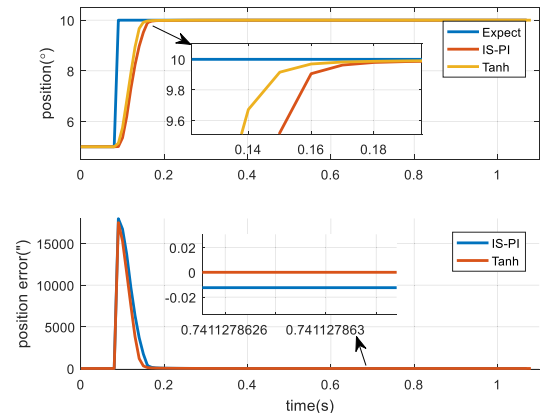 position(°)
10
8
6
Expect
IS-PI
Tanh
10
9.8
9.6
0.14 0.16 0.18
0 0.2 0.4 0.6 0.8 1
position error(")
15000
10000
5000
0
IS-PI
Tanh
0.02
0
-0.02
0.7411278626 0.741127863
0 0.2 0.4 0.6 0.8 1
time(s)